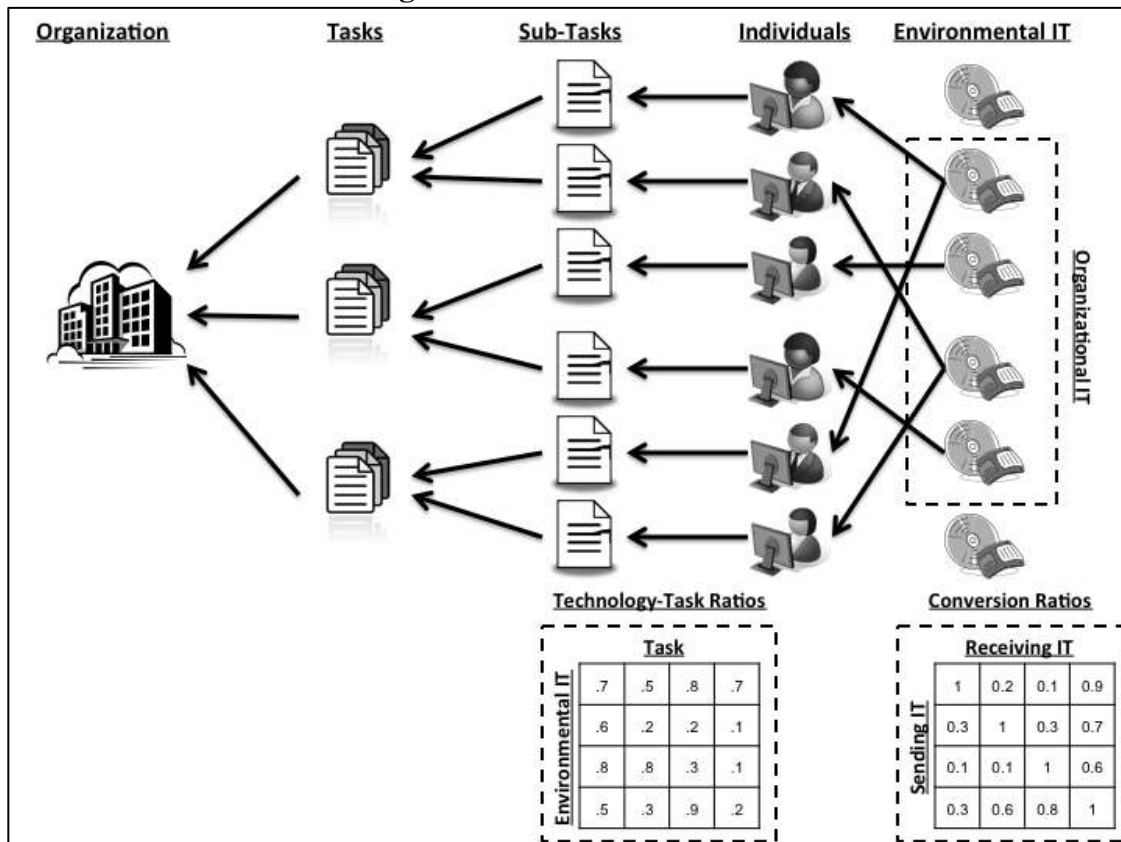 Organization Tasks Sub-Tasks Individuals Environmental IT
Organizational IT
Technology-Task Ratios Conversion Ratios
Task
Environmental IT
.7 .5 .8 .7
.6 .2 .2 .1
.8 .8 .3 .1
.5 .3 .9 .2
Receiving IT
Sending IT
1 0.2 0.1 0.9
0.3 1 0.3 0.7
0.1 0.1 1 0.6
0.3 0.6 0.8 1